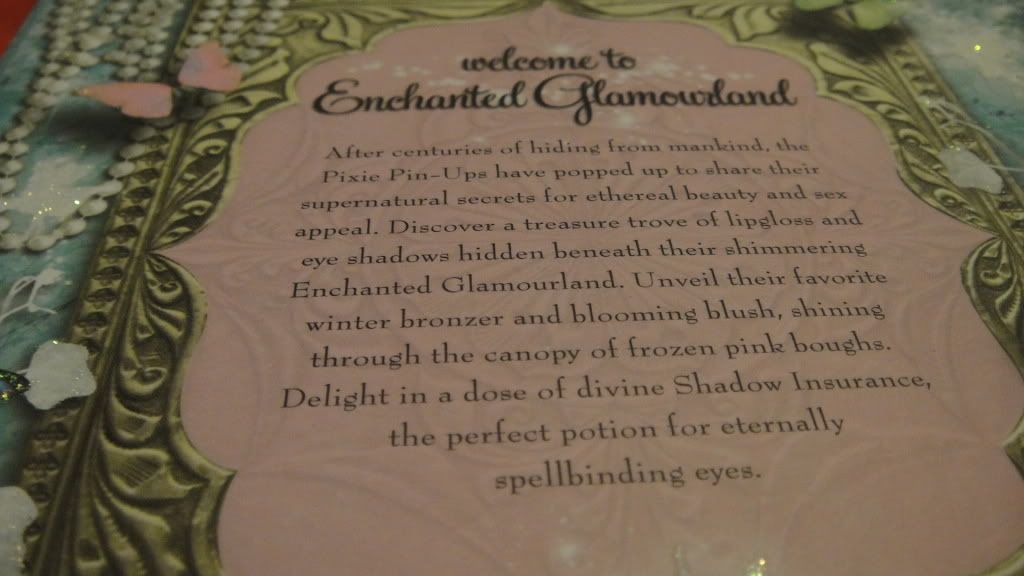 welcome to
Enchanted Glamourland
After centuries of hiding from mankind, the
Pixie Pin-Ups have popped up to share their
supernatural secrets for ethereal beauty and sex
appeal. Discover a treasure trove of lipgloss and
eye shadows hidden beneath their shimmering
Enchanted Glamourland. Unveil their favorite
winter bronzer and blooming blush, shining
through the canopy of frozen pink boughs.
Delight in a dose of divine Shadow Insurance,
the perfect potion for eternally
spellbinding eyes.